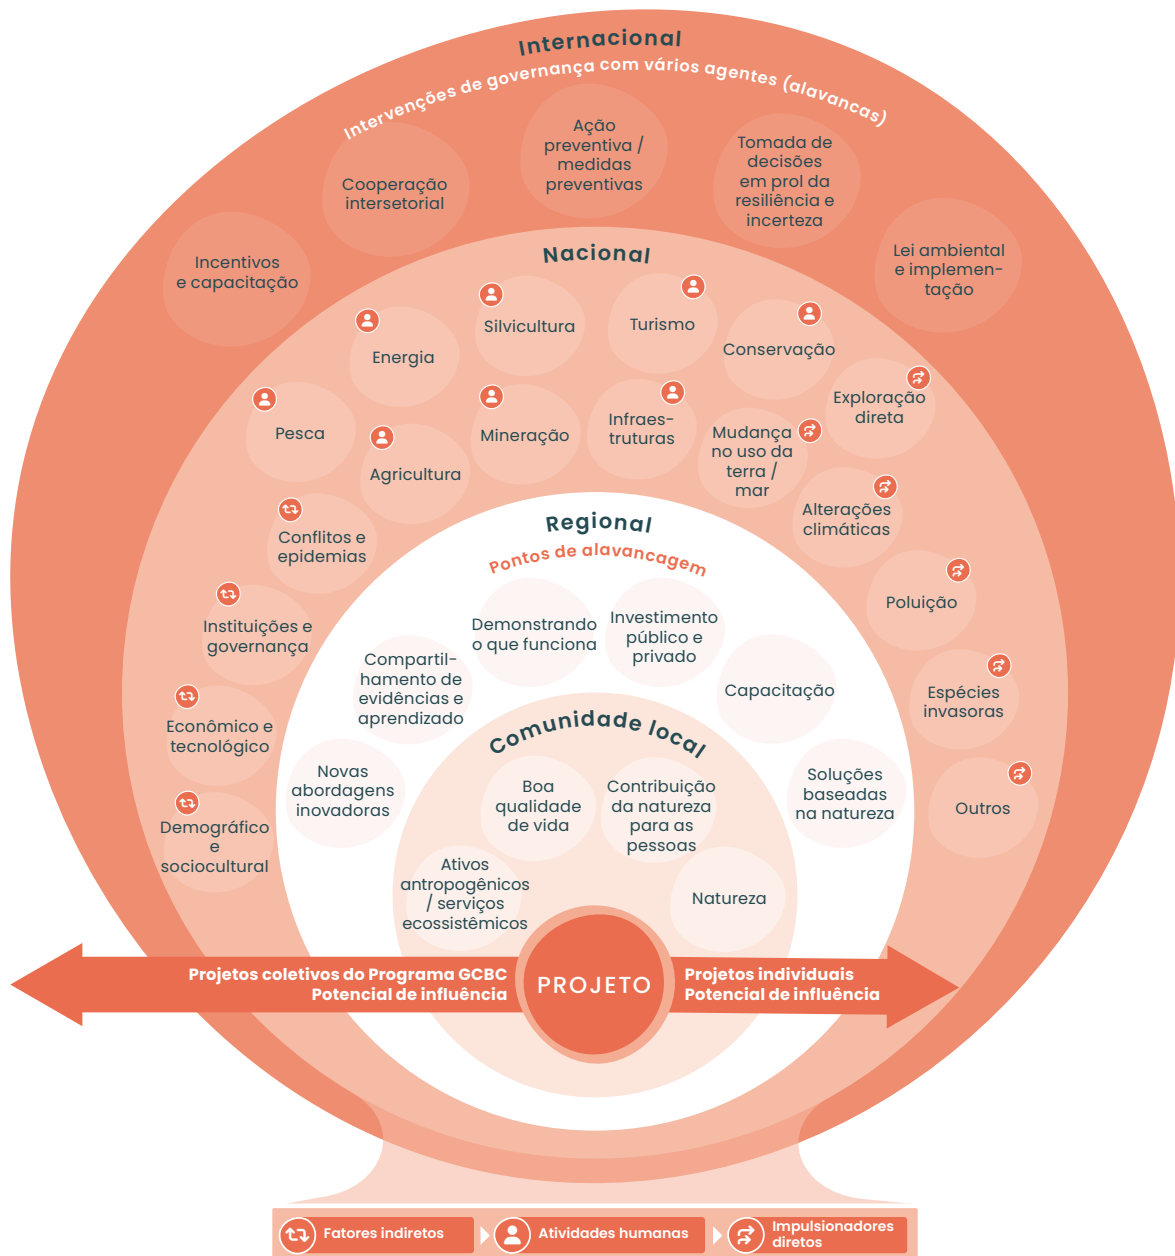 Internacional
Intervenções de governança com vários agentes (alavancas)
Incentivos
e capacitação
Cooperação
intersetorial
Ação
preventiva /
medidas
preventivas
Tomada de
decisões
em prol da
resiliência e
incerteza
Lei ambiental
e implemen-
tação
Nacional
Demográfico
e
sociocultural
Econômico e
tecnológico
Instituições e
governança
Conflitos e
epidemias
Pesca
Agricultura
Energia
Mineração
Silvicultura
Infraes-
truturas
Turismo
Conservação
Mudança
no uso da
terra /
mar
Exploração
direta
Alterações
climáticas
Poluição
Espécies
invasoras
Outros
Regional
Pontos de alavancagem
Novas
abordagens
inovadoras
Compartil-
hamento de
evidências e
aprendizado
Demonstrando
o que funciona
Investimento
público e
privado
Capacitação
Soluções
baseadas
na natureza
Comunidade local
Ativos
antropogênicos
/ serviços
ecossistêmicos
Boa
qualidade
de vida
Contribuição
da natureza
para as
pessoas
Natureza
Projetos coletivos do Programa GCBC
Potencial de influência
PROJETO
Projetos individuais
Potencial de influência
Fatores indiretos
Atividades humanas
Impulsionadores
diretos